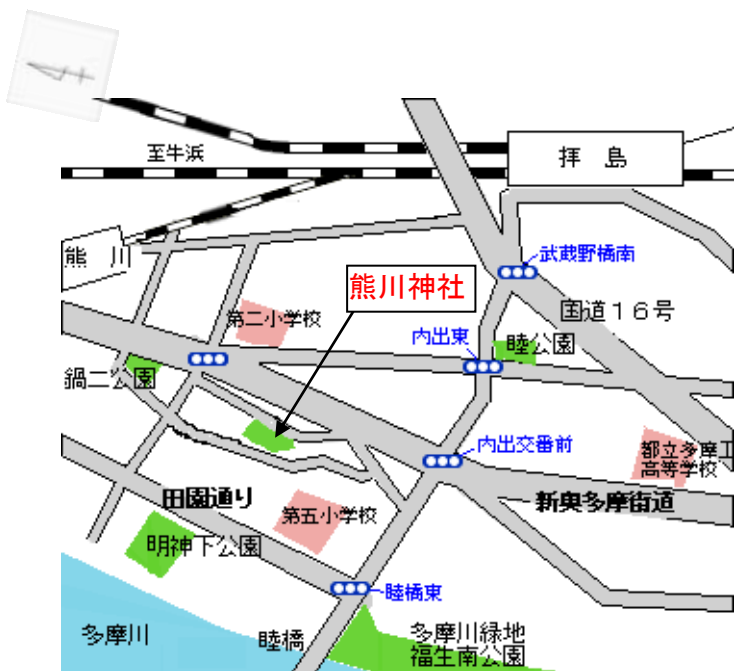 至牛浜
拝 島
熊 川
武蔵野橋南
熊川神社
国道１６号
第二小学校
内出東
睦公園
鍋二公園
内出交番前
都立多摩工
高等学校
田園通り
第五小学校
新奥多摩街道
明神下公園
睦橋東
多摩川
睦橋
多摩川緑地
福生南公園